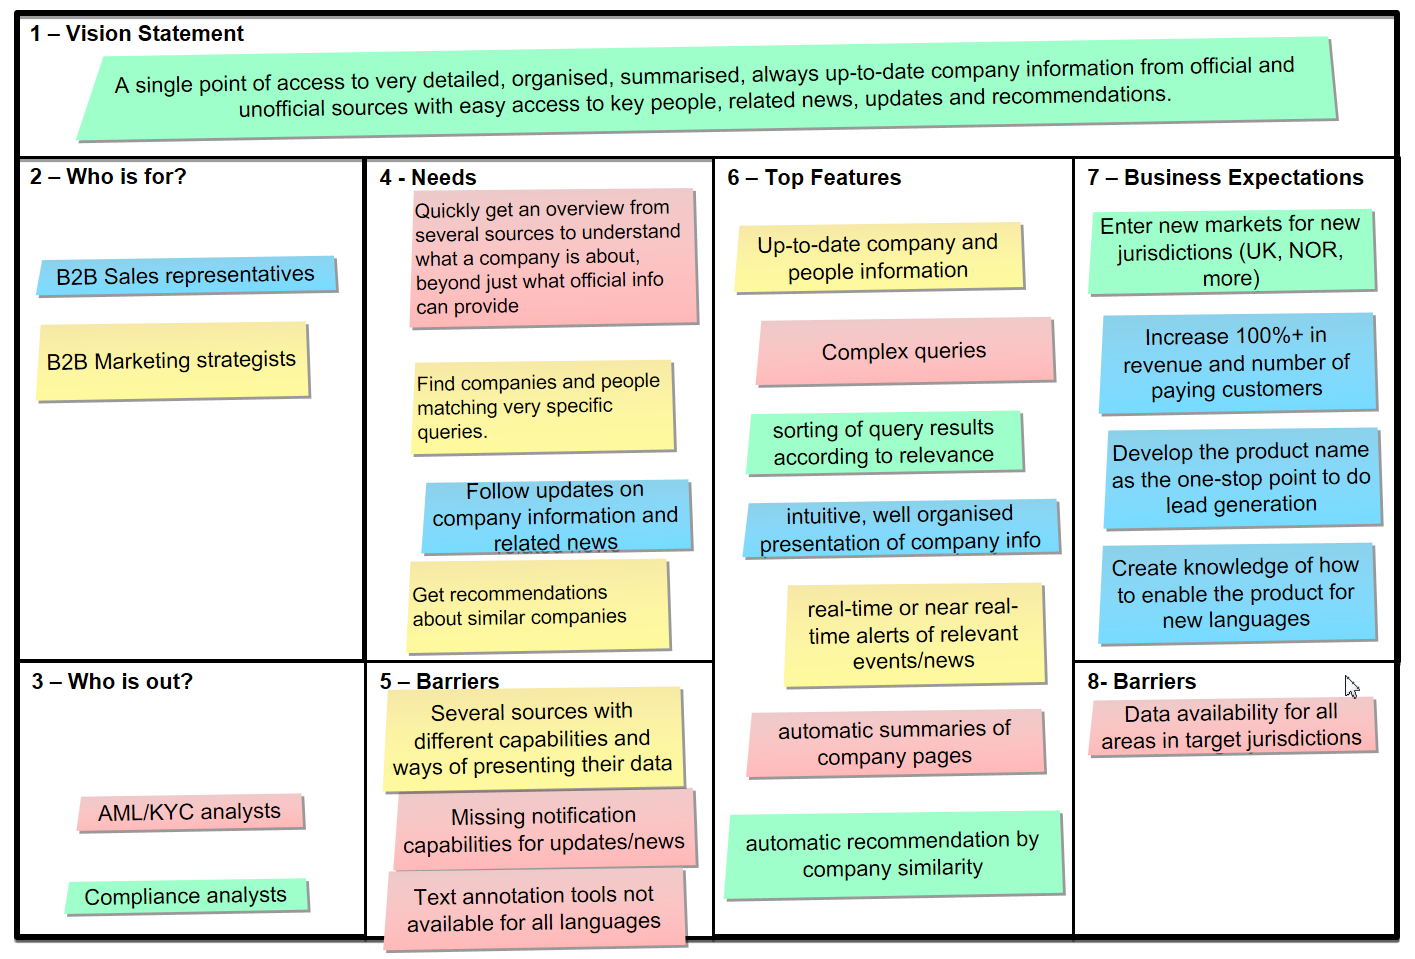 1 – Vision Statement
A single point of access to very detailed, organised, summarised, always up-to-date company information from official and
unofficial sources with easy access to key people, related news, updates and recommendations.
2 – Who is for?
B2B Sales representatives
B2B Marketing strategists
3 – Who is out?
AML/KYC analysts
Compliance analysts
4 - Needs
Quickly get an overview from
several sources to understand
what a company is about,
beyond just what official info
can provide
Find companies and people
matching very specific
queries.
Follow updates on
company information and
related news
Get recommendations
about similar companies
5 – Barriers
Several sources with
different capabilities and
ways of presenting their data
Missing notification
capabilities for updates/news
Text annotation tools not
available for all languages
6 – Top Features
Up-to-date company and
people information
Complex queries
sorting of query results
according to relevance
intuitive, well organised
presentation of company info
real-time or near real-
time alerts of relevant
events/news
automatic summaries of
company pages
automatic recommendation by
company similarity
7 – Business Expectations
Enter new markets for new
jurisdictions (UK, NOR,
more)
Increase 100%+ in
revenue and number of
paying customers
Develop the product name
as the one-stop point to do
lead generation
Create knowledge of how
to enable the product for
new languages
8- Barriers
Data availability for all
areas in target jurisdictions